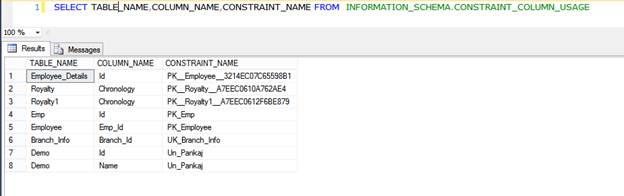 1 SELECT TABLE_NAME,COLUMN_NAME,CONSTRAINT_NAME FROM INFORMATION_SCHEMA.CONSTRAINT_COLUMN_USAGE
100 %
Results Messages
TABLE_NAME COLUMN_NAME CONSTRAINT_NAME
1 Employee_Details Id PK__Employee__3214EC07C65598B1
2 Royalty Chronology PK__Royalty__A7EEC0610A762AE4
3 Royalty1 Chronology PK__Royalty1__A7EEC0612F6BE879
4 Emp Id PK_Emp
5 Employee Emp_Id PK_Employee
6 Branch_Info Branch_Id UK_Branch_Info
7 Demo Id Un_Pankaj
8 Demo Name Un_Pankaj